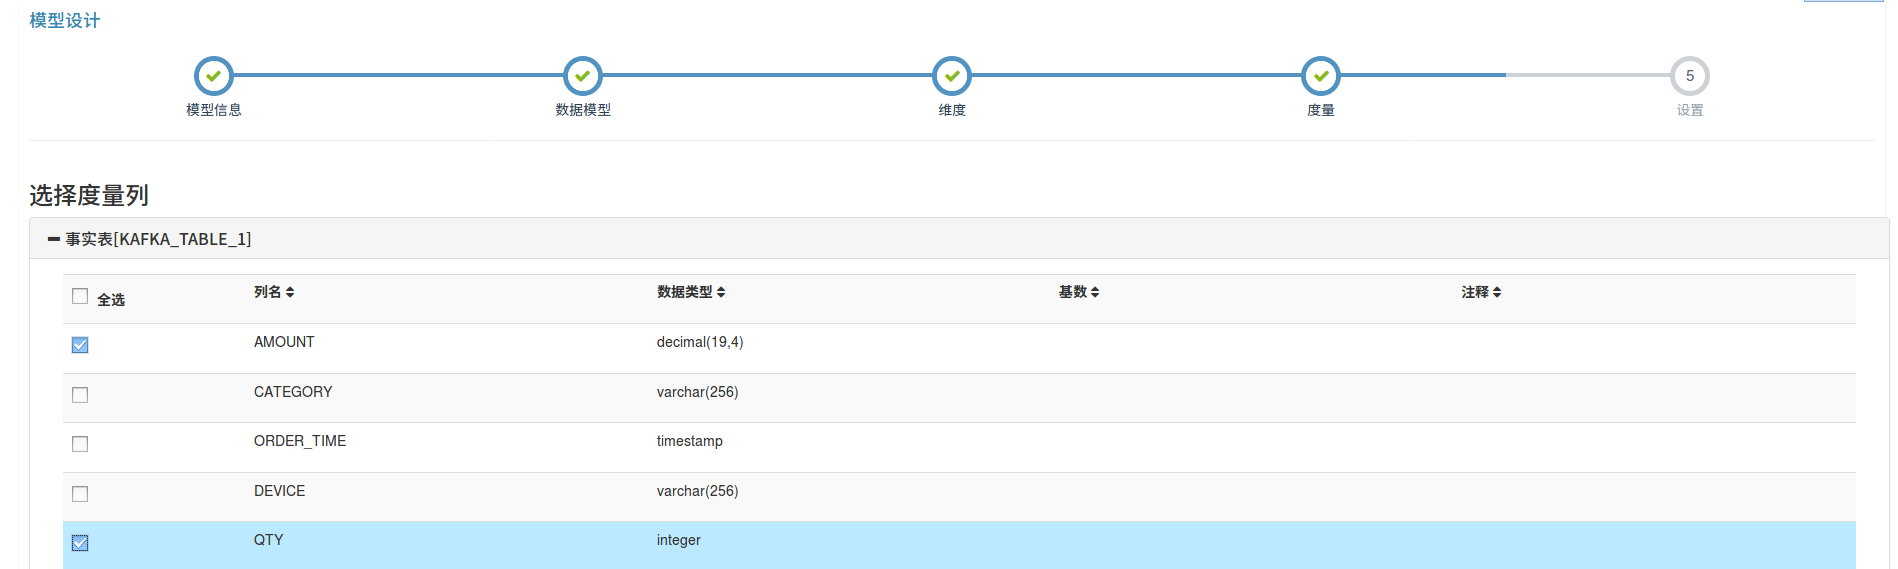 模型设计
5
模型信息 数据模型 维度 度量 设置
选择度量列
事实表[KAFKA_TABLE_1]
全选 列名 数据类型 基数 注释
AMOUNT decimal(19,4)
CATEGORY varchar(256)
ORDER_TIME timestamp
DEVICE varchar(256)
QTY integer